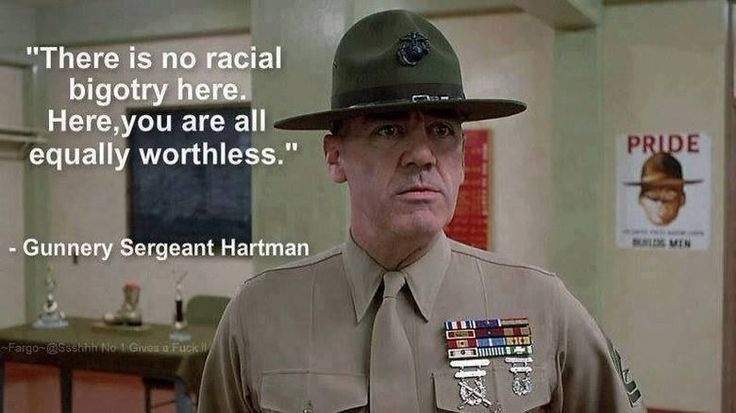 "There is no racial
bigotry here.
Here,you are all
equally worthless."
- Gunnery Sergeant Hartman
PRIDE
BUILDS MEN
~Fargo~@Ssshhh No 1 Gives a Fuck !!